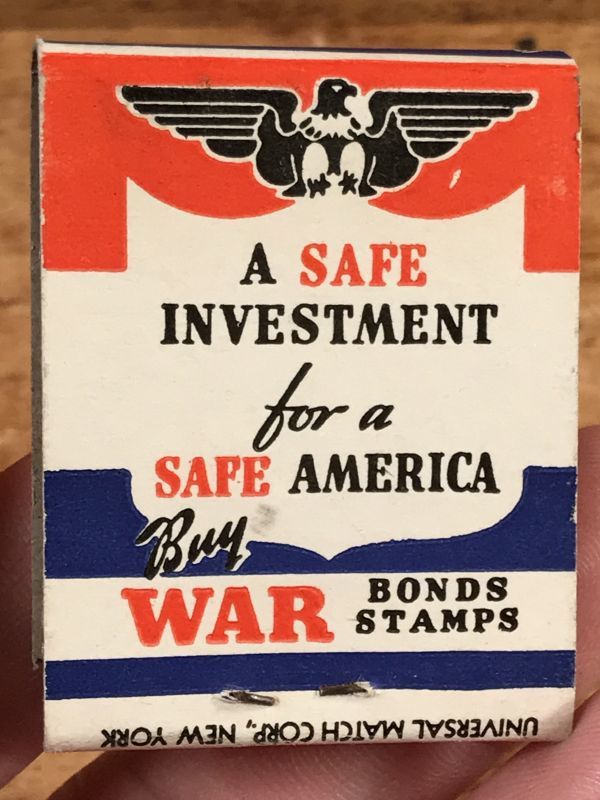 A SAFE
INVESTMENT
for a
SAFE AMERICA
Buy
WAR BONDS
STAMPS
UNIVERSAL MATCH CORP., NEW YORK